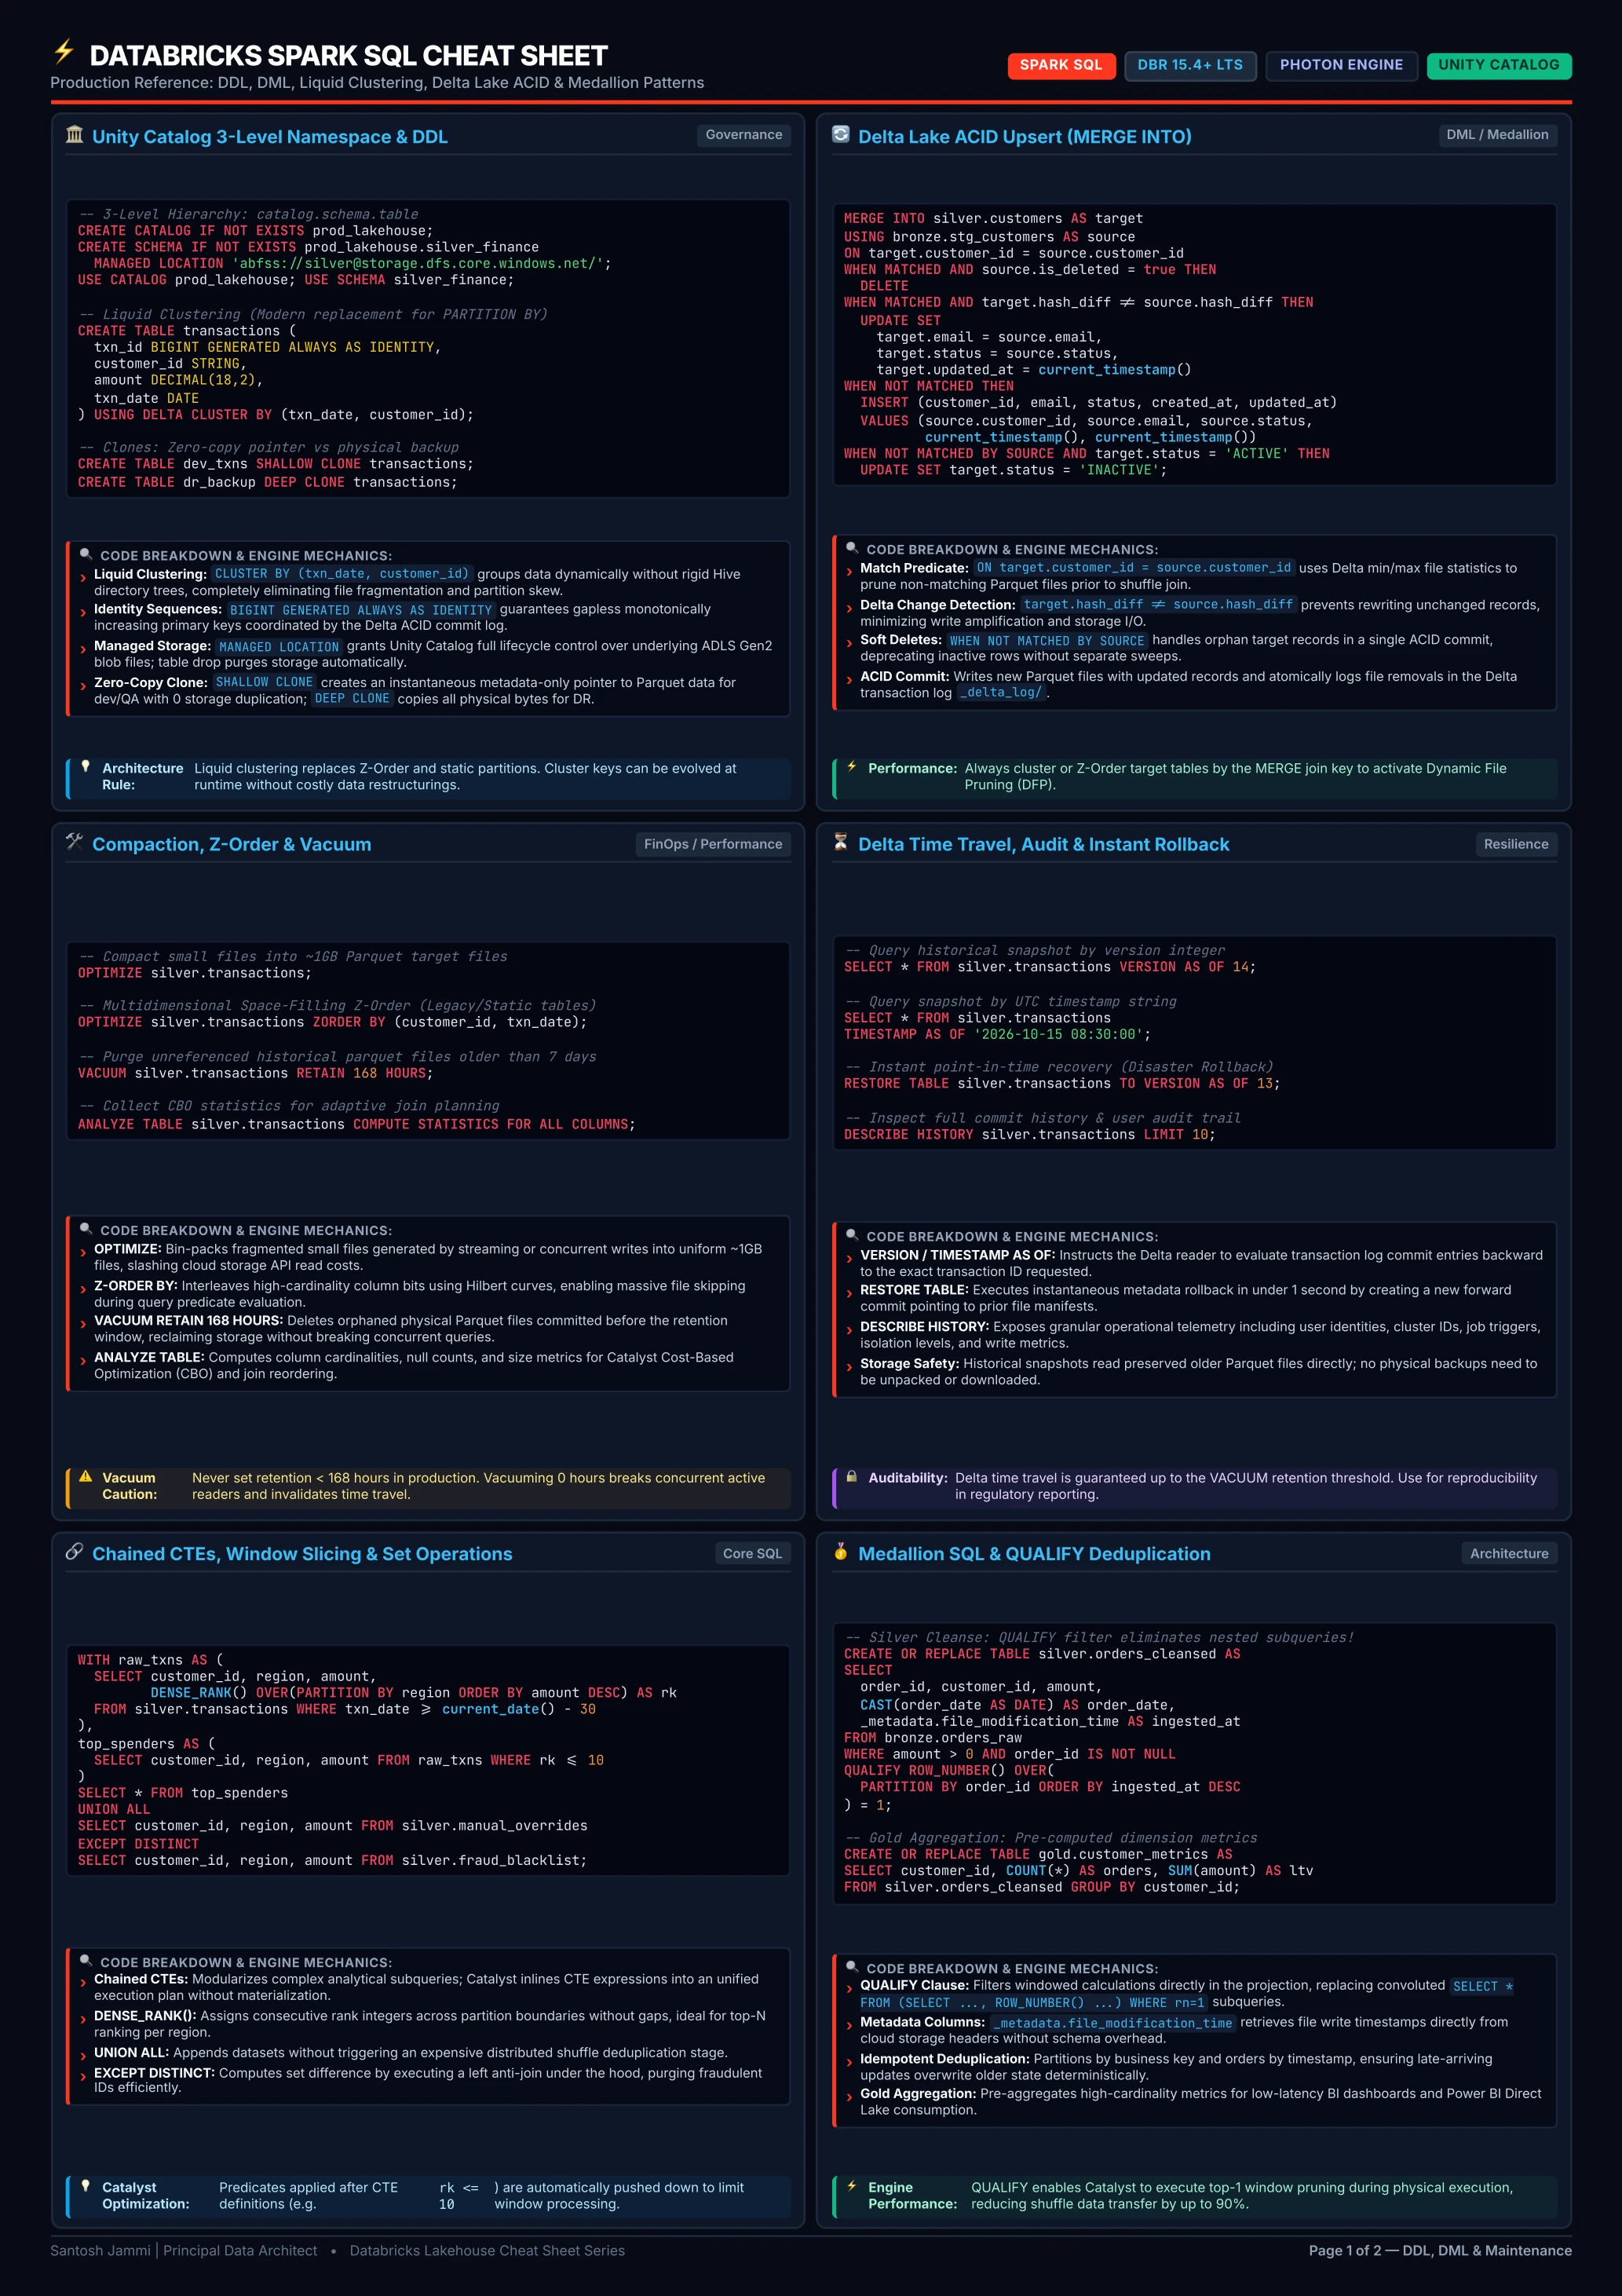 ⚡ DATABRICKS SPARK SQL CHEAT SHEET
Production Reference: DDL, DML, Liquid Clustering, Delta Lake ACID & Medallion Patterns
SPARK SQL
DBR 15.4+ LTS
PHOTON ENGINE
UNITY CATALOG
🏛️ Unity Catalog 3-Level Namespace & DDL
Governance
-- 3-Level Hierarchy: catalog.schema.table
CREATE CATALOG IF NOT EXISTS prod_lakehouse;
CREATE SCHEMA IF NOT EXISTS prod_lakehouse.silver_finance
  MANAGED LOCATION 'abfss://silver@storage.dfs.core.windows.net/';
USE CATALOG prod_lakehouse; USE SCHEMA silver_finance;
-- Liquid Clustering (Modern replacement for PARTITION BY)
CREATE TABLE transactions (
  txn_id BIGINT GENERATED ALWAYS AS IDENTITY,
  customer_id STRING,
  amount DECIMAL(18,2),
  txn_date DATE
) USING DELTA CLUSTER BY (txn_date, customer_id);
-- Clones: Zero-copy pointer vs physical backup
CREATE TABLE dev_txns SHALLOW CLONE transactions;
CREATE TABLE dr_backup DEEP CLONE transactions;
🔍 CODE BREAKDOWN & ENGINE MECHANICS:
› Liquid Clustering: CLUSTER BY (txn_date, customer_id) groups data dynamically without rigid Hive
directory trees, completely eliminating file fragmentation and partition skew.
› Identity Sequences: BIGINT GENERATED ALWAYS AS IDENTITY guarantees gapless monotonically
increasing primary keys coordinated by the Delta ACID commit log.
› Managed Storage: MANAGED LOCATION grants Unity Catalog full lifecycle control over underlying ADLS Gen2
blob files; table drop purges storage automatically.
› Zero-Copy Clone: SHALLOW CLONE creates an instantaneous metadata-only pointer to Parquet data for
dev/QA with 0 storage duplication; DEEP CLONE copies all physical bytes for DR.
💡 Architecture Rule: Liquid clustering replaces Z-Order and static partitions. Cluster keys can be evolved at
runtime without costly data restructurings.
🔄 Delta Lake ACID Upsert (MERGE INTO)
DML / Medallion
MERGE INTO silver.customers AS target
USING bronze.stg_customers AS source
ON target.customer_id = source.customer_id
WHEN MATCHED AND source.is_deleted = true THEN
  DELETE
WHEN MATCHED AND target.hash_diff ≠ source.hash_diff THEN
  UPDATE SET
    target.email = source.email,
    target.status = source.status,
    target.updated_at = current_timestamp()
WHEN NOT MATCHED THEN
  INSERT (customer_id, email, status, created_at, updated_at)
  VALUES (source.customer_id, source.email, source.status,
          current_timestamp(), current_timestamp())
WHEN NOT MATCHED BY SOURCE AND target.status = 'ACTIVE' THEN
  UPDATE SET target.status = 'INACTIVE';
🔍 CODE BREAKDOWN & ENGINE MECHANICS:
› Match Predicate: ON target.customer_id = source.customer_id uses Delta min/max file statistics to
prune non-matching Parquet files prior to shuffle join.
› Delta Change Detection: target.hash_diff ≠ source.hash_diff prevents rewriting unchanged records,
minimizing write amplification and storage I/O.
› Soft Deletes: WHEN NOT MATCHED BY SOURCE handles orphan target records in a single ACID commit,
deprecating inactive rows without separate sweeps.
› ACID Commit: Writes new Parquet files with updated records and atomically logs file removals in the Delta
transaction log _delta_log/.
⚡ Performance: Always cluster or Z-Order target tables by the MERGE join key to activate Dynamic File
Pruning (DFP).
🛠️ Compaction, Z-Order & Vacuum
FinOps / Performance
-- Compact small files into ~1GB Parquet target files
OPTIMIZE silver.transactions;
-- Multidimensional Space-Filling Z-Order (Legacy/Static tables)
OPTIMIZE silver.transactions ZORDER BY (customer_id, txn_date);
-- Purge unreferenced historical parquet files older than 7 days
VACUUM silver.transactions RETAIN 168 HOURS;
-- Collect CBO statistics for adaptive join planning
ANALYZE TABLE silver.transactions COMPUTE STATISTICS FOR ALL COLUMNS;
🔍 CODE BREAKDOWN & ENGINE MECHANICS:
› OPTIMIZE: Bin-packs fragmented small files generated by streaming or concurrent writes into uniform ~1GB
files, slashing cloud storage API read costs.
› Z-ORDER BY: Interleaves high-cardinality column bits using Hilbert curves, enabling massive file skipping
during query predicate evaluation.
› VACUUM RETAIN 168 HOURS: Deletes orphaned physical Parquet files committed before the retention
window, reclaiming storage without breaking concurrent queries.
› ANALYZE TABLE: Computes column cardinalities, null counts, and size metrics for Catalyst Cost-Based
Optimization (CBO) and join reordering.
⚠️ Vacuum Caution: Never set retention < 168 hours in production. Vacuuming 0 hours breaks concurrent active
readers and invalidates time travel.
⏳ Delta Time Travel, Audit & Instant Rollback
Resilience
-- Query historical snapshot by version integer
SELECT * FROM silver.transactions VERSION AS OF 14;
-- Query snapshot by UTC timestamp string
SELECT * FROM silver.transactions
TIMESTAMP AS OF '2026-10-15 08:30:00';
-- Instant point-in-time recovery (Disaster Rollback)
RESTORE TABLE silver.transactions TO VERSION AS OF 13;
-- Inspect full commit history & user audit trail
DESCRIBE HISTORY silver.transactions LIMIT 10;
🔍 CODE BREAKDOWN & ENGINE MECHANICS:
› VERSION / TIMESTAMP AS OF: Instructs the Delta reader to evaluate transaction log commit entries backward
to the exact transaction ID requested.
› RESTORE TABLE: Executes instantaneous metadata rollback in under 1 second by creating a new forward
commit pointing to prior file manifests.
› DESCRIBE HISTORY: Exposes granular operational telemetry including user identities, cluster IDs, job triggers,
isolation levels, and write metrics.
› Storage Safety: Historical snapshots read preserved older Parquet files directly; no physical backups need to
be unpacked or downloaded.
🔒 Auditability: Delta time travel is guaranteed up to the VACUUM retention threshold. Use for reproducibility
in regulatory reporting.
🔗 Chained CTEs, Window Slicing & Set Operations
Core SQL
WITH raw_txns AS (
  SELECT customer_id, region, amount,
         DENSE_RANK() OVER(PARTITION BY region ORDER BY amount DESC) AS rk
  FROM silver.transactions WHERE txn_date ≥ current_date() - 30
),
top_spenders AS (
  SELECT customer_id, region, amount FROM raw_txns WHERE rk ≤ 10
)
SELECT * FROM top_spenders
UNION ALL
SELECT customer_id, region, amount FROM silver.manual_overrides
EXCEPT DISTINCT
SELECT customer_id, region, amount FROM silver.fraud_blacklist;
🔍 CODE BREAKDOWN & ENGINE MECHANICS:
› Chained CTEs: Modularizes complex analytical subqueries; Catalyst inlines CTE expressions into an unified
execution plan without materialization.
› DENSE_RANK(): Assigns consecutive rank integers across partition boundaries without gaps, ideal for top-N
ranking per region.
› UNION ALL: Appends datasets without triggering an expensive distributed shuffle deduplication stage.
› EXCEPT DISTINCT: Computes set difference by executing a left anti-join under the hood, purging fraudulent
IDs efficiently.
💡 Catalyst Optimization: Predicates applied after CTE definitions (e.g. rk <= 10 ) are automatically pushed down to limit window processing.
🥇 Medallion SQL & QUALIFY Deduplication
Architecture
-- Silver Cleanse: QUALIFY filter eliminates nested subqueries!
CREATE OR REPLACE TABLE silver.orders_cleansed AS
SELECT
  order_id, customer_id, amount,
  CAST(order_date AS DATE) AS order_date,
  _metadata.file_modification_time AS ingested_at
FROM bronze.orders_raw
WHERE amount > 0 AND order_id IS NOT NULL
QUALIFY ROW_NUMBER() OVER(
  PARTITION BY order_id ORDER BY ingested_at DESC
) = 1;
-- Gold Aggregation: Pre-computed dimension metrics
CREATE OR REPLACE TABLE gold.customer_metrics AS
SELECT customer_id, COUNT(*) AS orders, SUM(amount) AS ltv
FROM silver.orders_cleansed GROUP BY customer_id;
🔍 CODE BREAKDOWN & ENGINE MECHANICS:
› QUALIFY Clause: Filters windowed calculations directly in the projection, replacing convoluted SELECT *
FROM (SELECT ..., ROW_NUMBER() ...) WHERE rn=1 subqueries.
› Metadata Columns: _metadata.file_modification_time retrieves file write timestamps directly from
cloud storage headers without schema overhead.
› Idempotent Deduplication: Partitions by business key and orders by timestamp, ensuring late-arriving
updates overwrite older state deterministically.
› Gold Aggregation: Pre-aggregates high-cardinality metrics for low-latency BI dashboards and Power BI Direct
Lake consumption.
⚡ Engine Performance: QUALIFY enables Catalyst to execute top-1 window pruning during physical execution,
reducing shuffle data transfer by up to 90%.
Santosh Jammi | Principal Data Architect • Databricks Lakehouse Cheat Sheet Series
Page 1 of 2 — DDL, DML & Maintenance